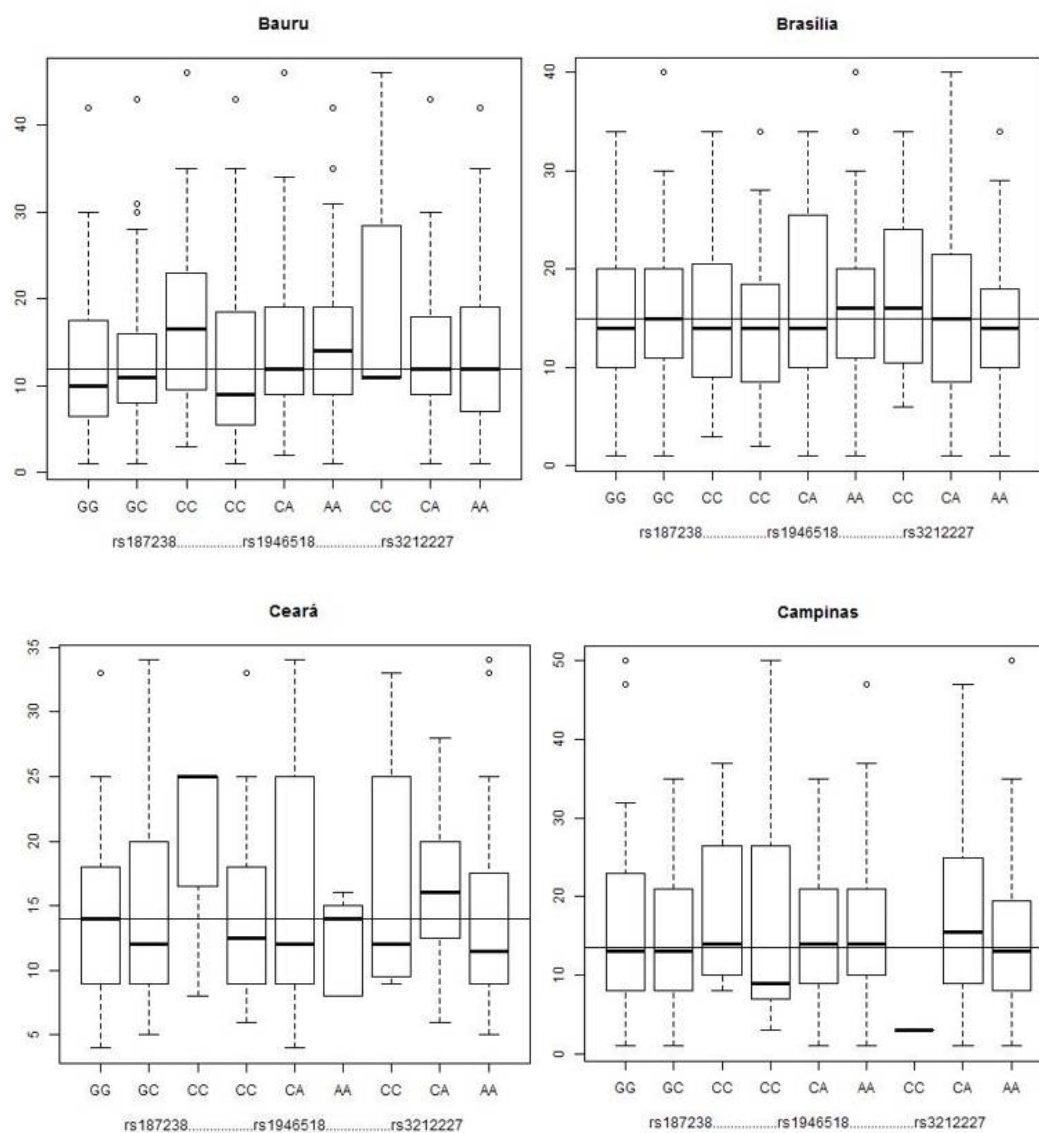 Bauru
40
30
20
10
0
GG GC CC CC CA AA CC CA AA
rs187238.................rs1946518.................rs3212227
Brasília
40
30
20
10
0
GG GC CC CC CA AA CC CA AA
rs187238.................rs1946518.................rs3212227
Ceará
35
30
25
20
15
10
5
GG GC CC CC CA AA CC CA AA
rs187238.................rs1946518.................rs3212227
Campinas
50
40
30
20
10
0
GG GC CC CC CA AA CC CA AA
rs187238.................rs1946518.................rs3212227